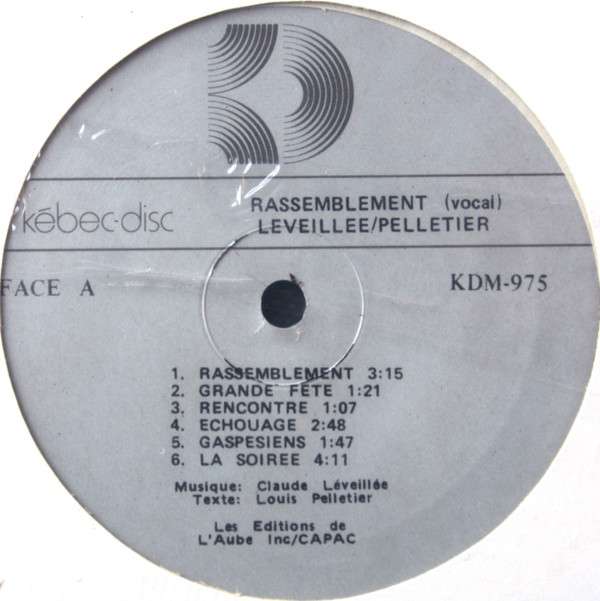 kébec-disc
RASSEMBLEMENT (vocal)
LEVEILLEE/PELLETIER
FACE A
KDM-975
1. RASSEMBLEMENT 3:15
2. GRANDE FÊTE 1:21
3. RENCONTRE 1:07
4. ECHOUAGE 2:48
5. GASPESIENS 1:47
6. LA SOIREE 4:11
Musique: Claude Léveillée
Texte: Louis Pelletier
Les Editions de
L'Aube Inc/CAPAC